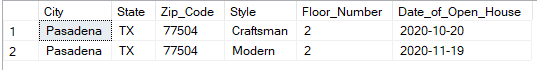 City State Zip_Code Style Floor_Number Date_of_Open_House
1 Pasadena TX 77504 Craftsman 2 2020-10-20
2 Pasadena TX 77504 Modern 2 2020-11-19